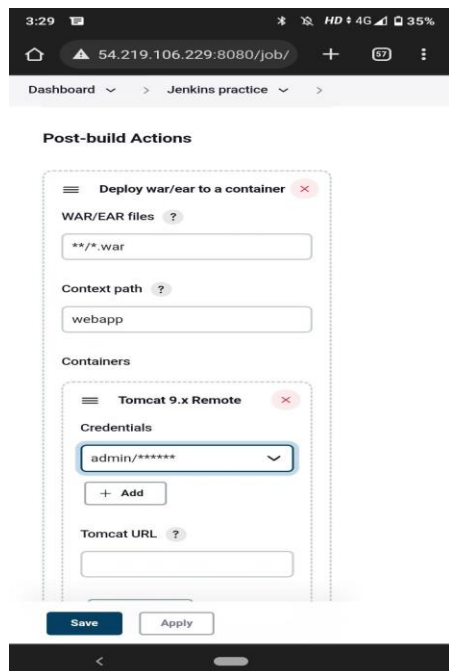 3:29 HD 4G 35%
54.219.106.229:8080/job/ 57
Dashboard > Jenkins practice >
Post-build Actions
Deploy war/ear to a container ×
WAR/EAR files ?
**/*.war
Context path ?
webapp
Containers
Tomcat 9.x Remote ×
Credentials
admin/******
+ Add
Tomcat URL ?
Save Apply